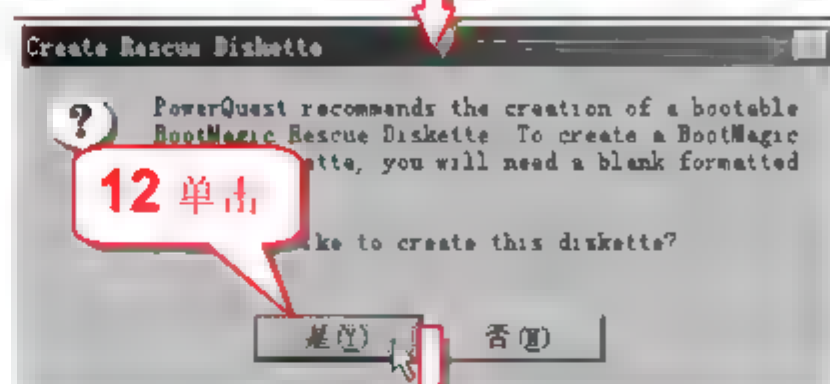 Create Rescue Diskette
PowerQuest recommends the creation of a bootable
BootMagic Rescue Diskette To create a BootMagic
tte, you will need a blank formatted
12 单击
ke to create this diskette?
是(Y) 否(N)